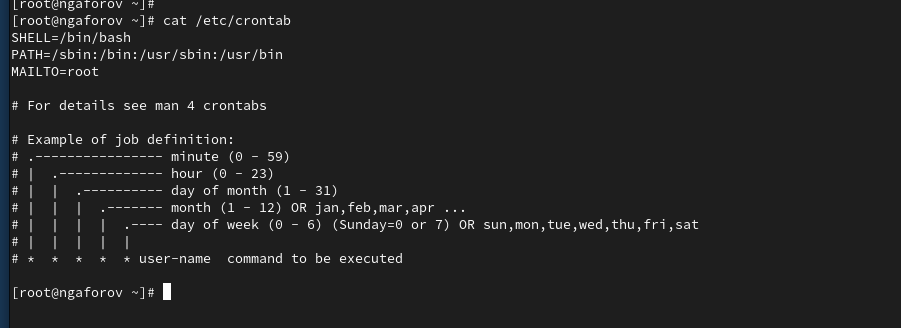 [root@ngaforov ~]#
[root@ngaforov ~]# cat /etc/crontab
SHELL=/bin/bash
PATH=/sbin:/bin:/usr/sbin:/usr/bin
MAILTO=root

# For details see man 4 crontabs

# Example of job definition:
# .---------------- minute (0 - 59)
# |  .------------- hour (0 - 23)
# |  |  .---------- day of month (1 - 31)
# |  |  |  .------- month (1 - 12) OR jan,feb,mar,apr ...
# |  |  |  |  .---- day of week (0 - 6) (Sunday=0 or 7) OR sun,mon,tue,wed,thu,fri,sat
# |  |  |  |  |
# *  *  *  *  * user-name  command to be executed

[root@ngaforov ~]#